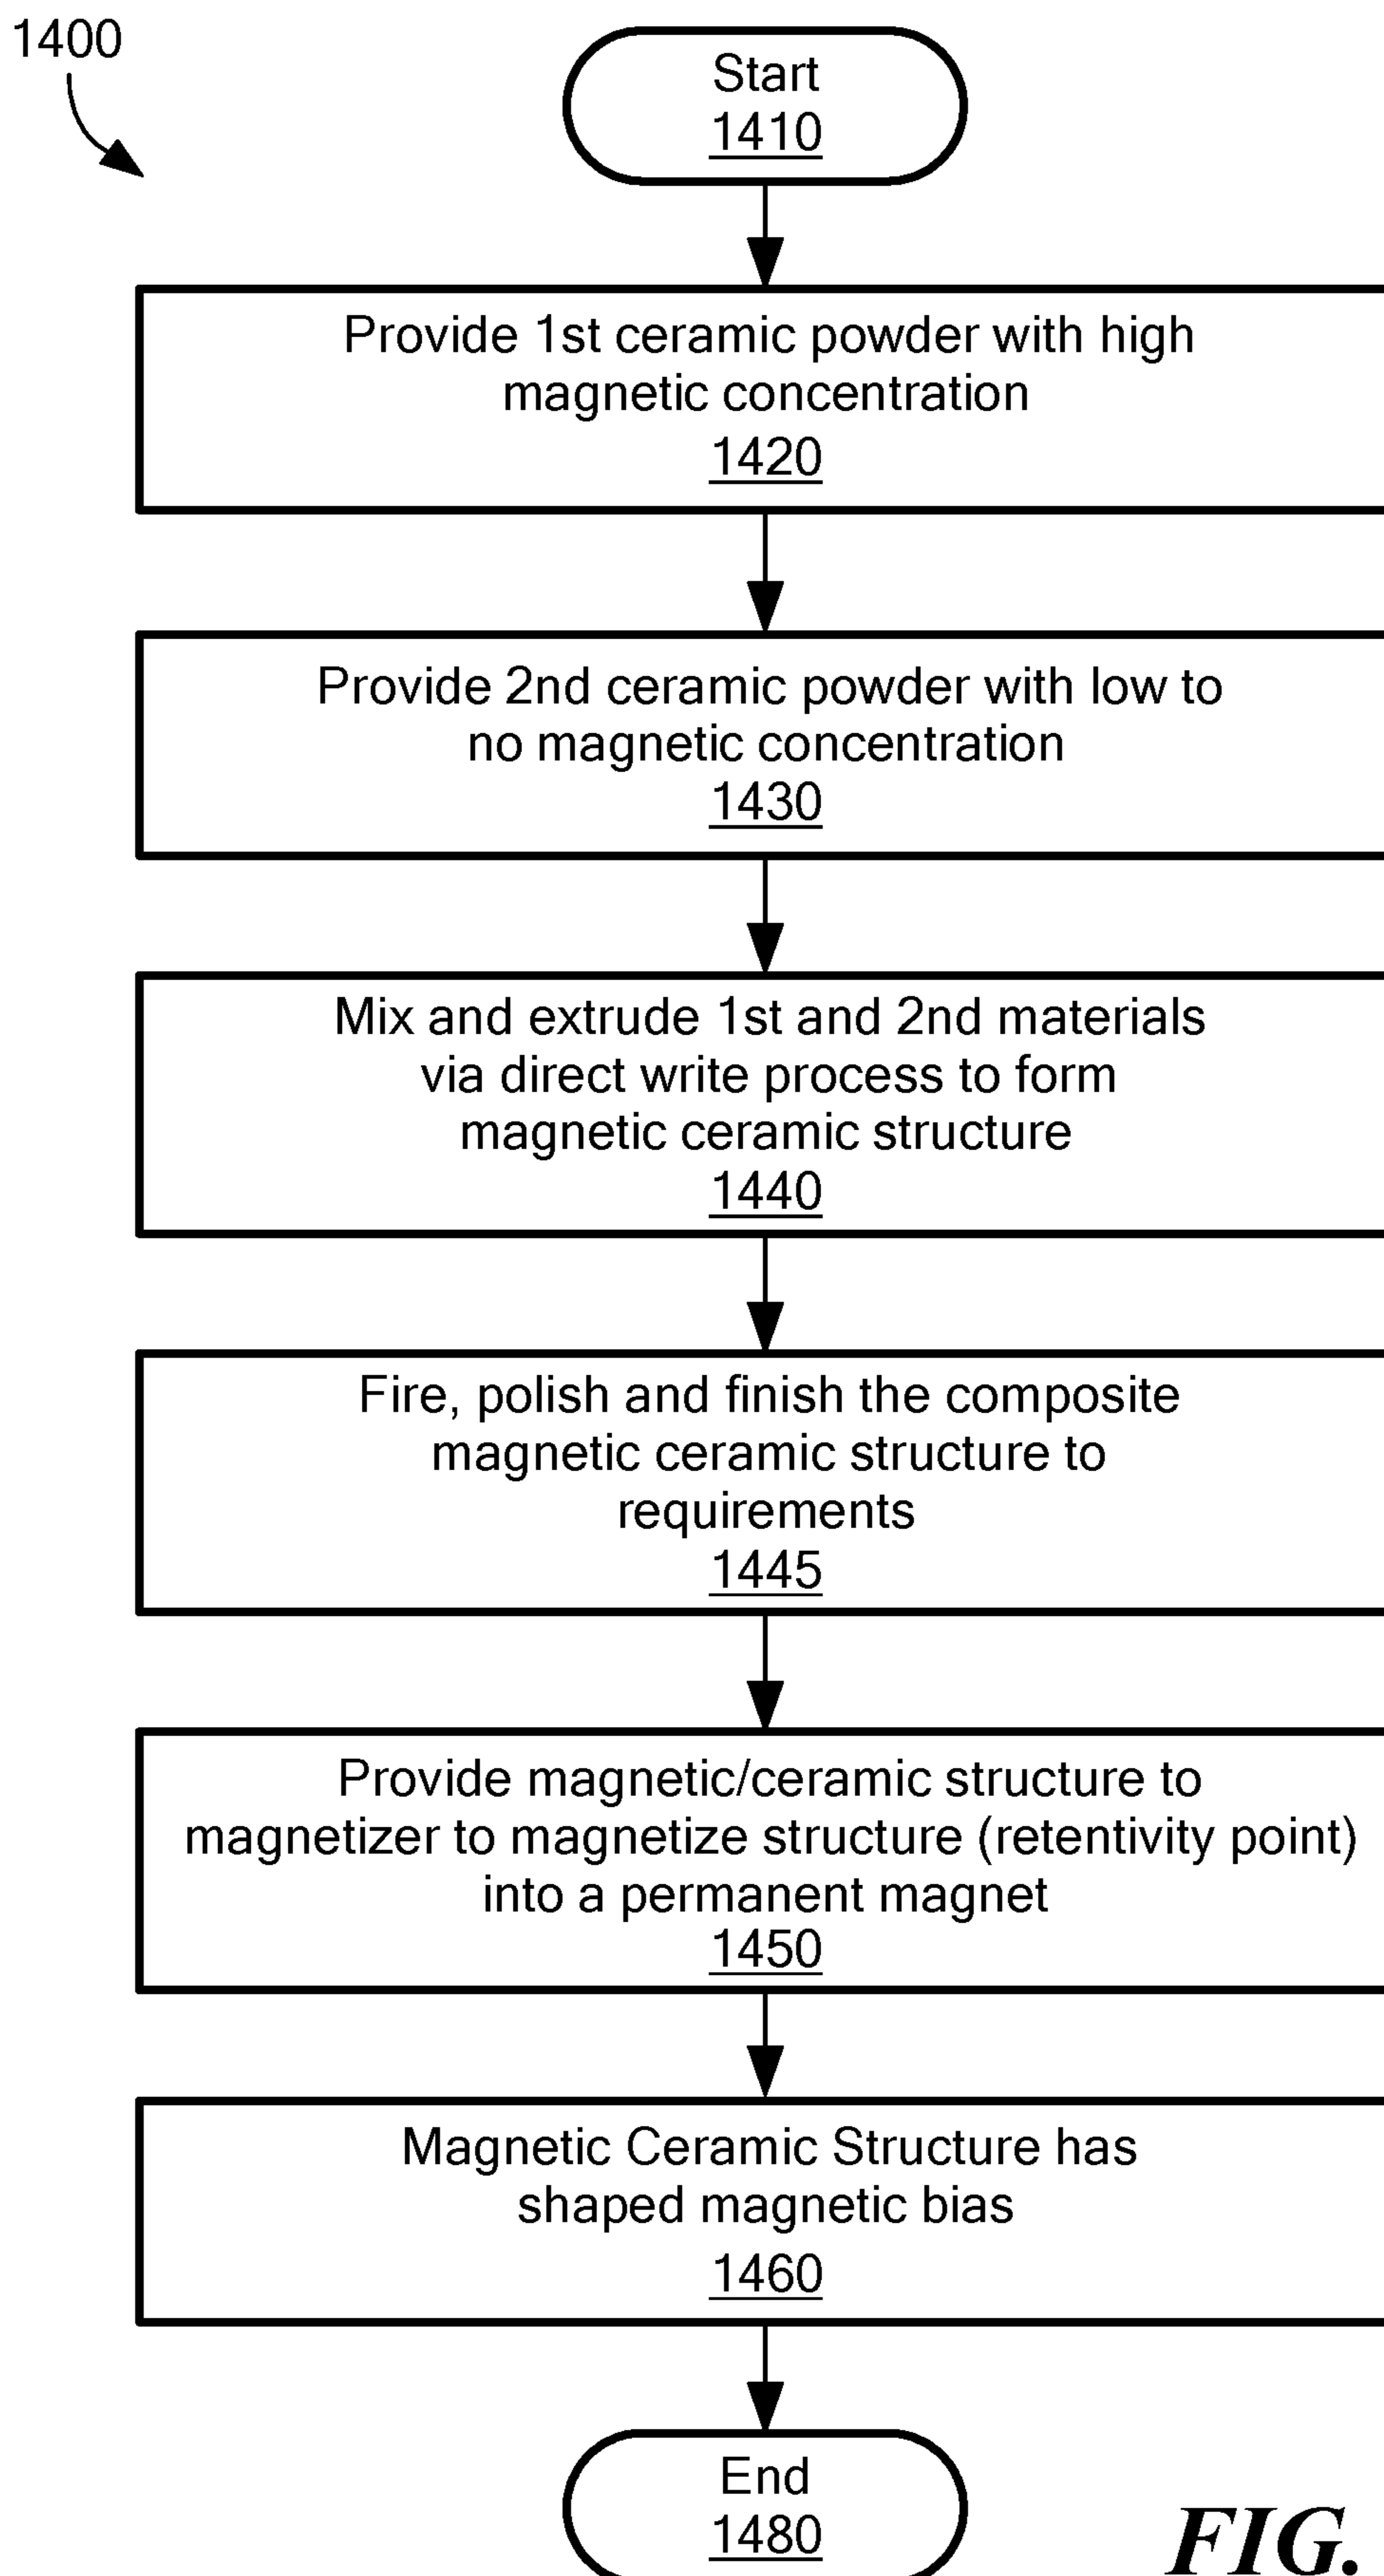 1400
Start
1410
Provide 1st ceramic powder with high
magnetic concentration
1420
Provide 2nd ceramic powder with low to
no magnetic concentration
1430
Mix and extrude 1st and 2nd materials
via direct write process to form
magnetic ceramic structure
1440
Fire, polish and finish the composite
magnetic ceramic structure to
requirements
1445
Provide magnetic/ceramic structure to
magnetizer to magnetize structure (retentivity point)
into a permanent magnet
1450
Magnetic Ceramic Structure has
shaped magnetic bias
1460
End
1480
FIG.